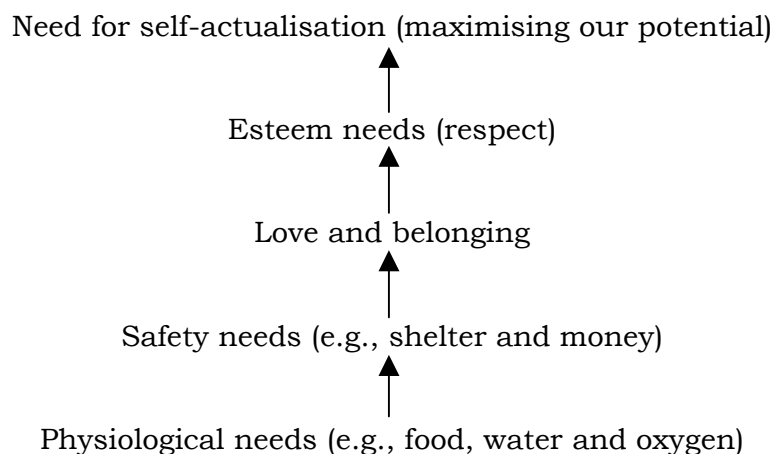 Need for self-actualisation (maximising our potential)
Esteem needs (respect)
Love and belonging
Safety needs (e.g., shelter and money)
Physiological needs (e.g., food, water and oxygen)